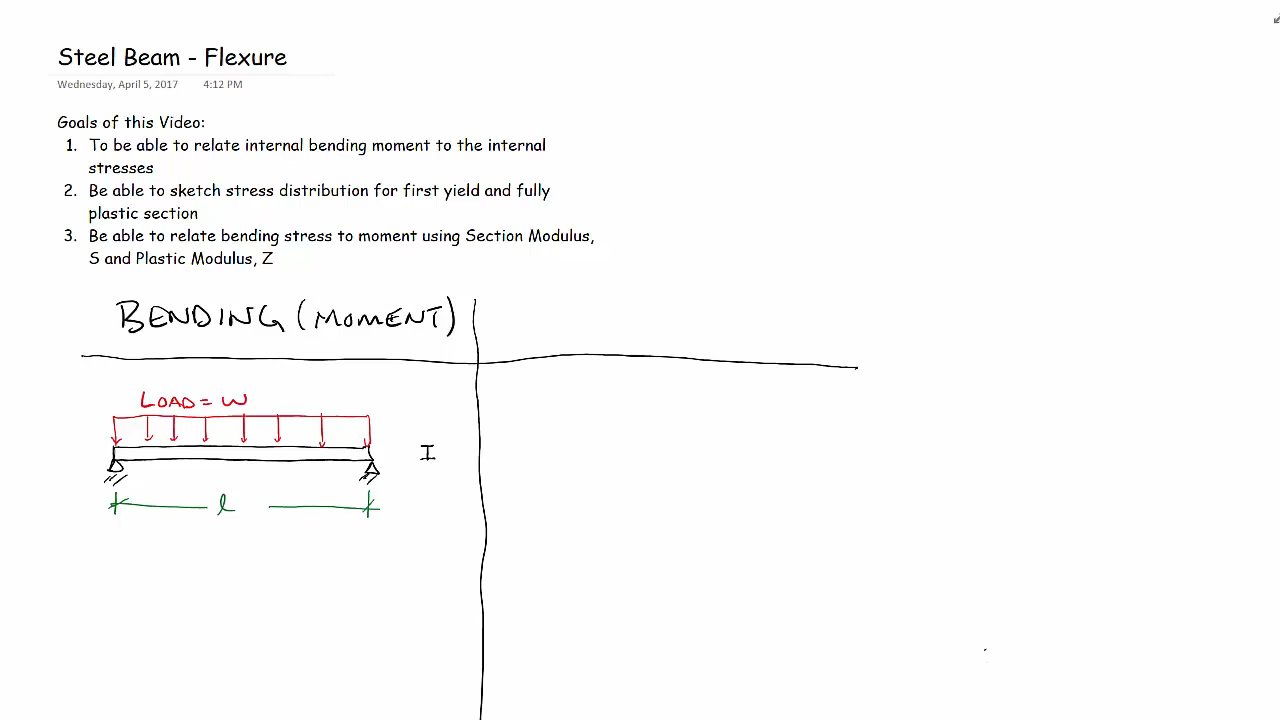 Steel Beam - Flexure
Wednesday, April 5, 2017 4:12 PM
Goals of this Video:
1. To be able to relate internal bending moment to the internal
stresses
2. Be able to sketch stress distribution for first yield and fully
plastic section
3. Be able to relate bending stress to moment using Section Modulus,
S and Plastic Modulus, Z
BENDING (MOMENT)
LOAD = W
I
l